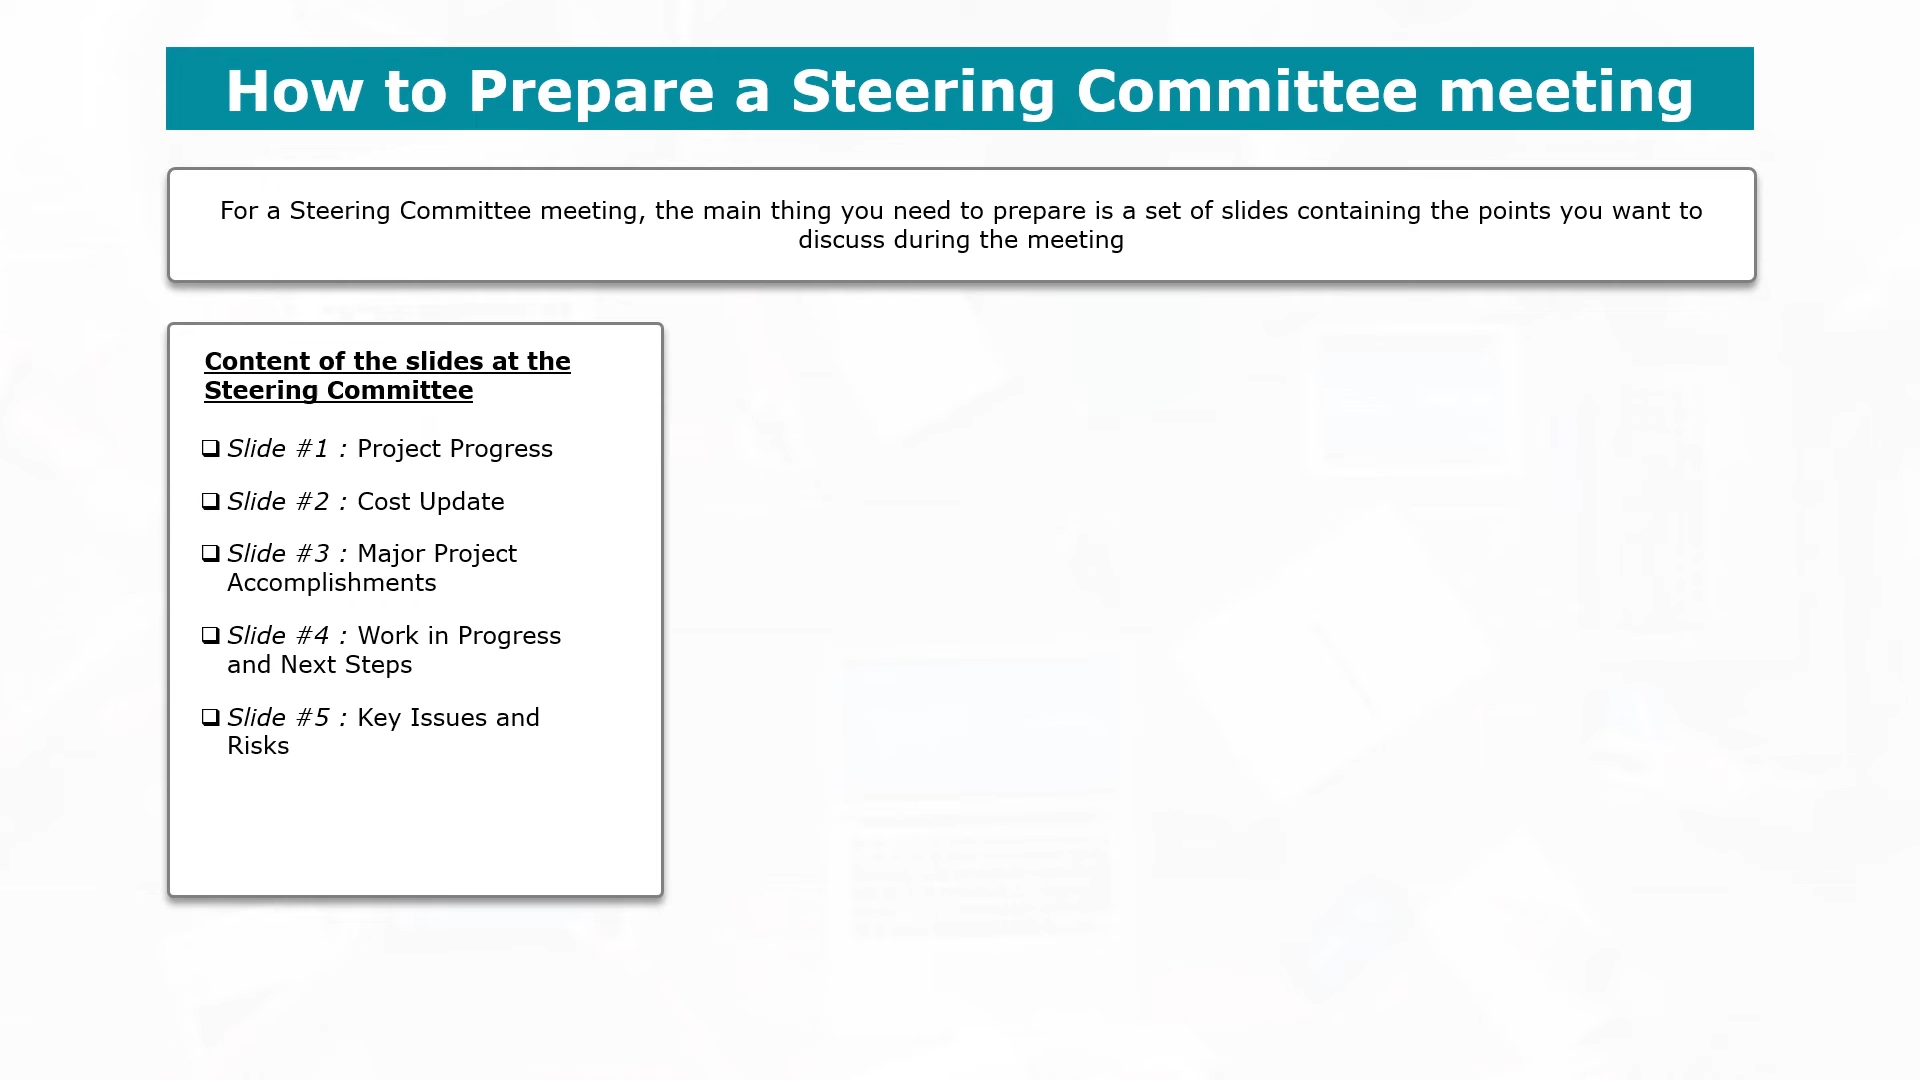 How to Prepare a Steering Committee meeting
For a Steering Committee meeting, the main thing you need to prepare is a set of slides containing the points you want to
discuss during the meeting
Content of the slides at the
Steering Committee
❑ Slide #1 : Project Progress
❑ Slide #2 : Cost Update
❑ Slide #3 : Major Project
Accomplishments
❑ Slide #4 : Work in Progress
and Next Steps
❑ Slide #5 : Key Issues and
Risks